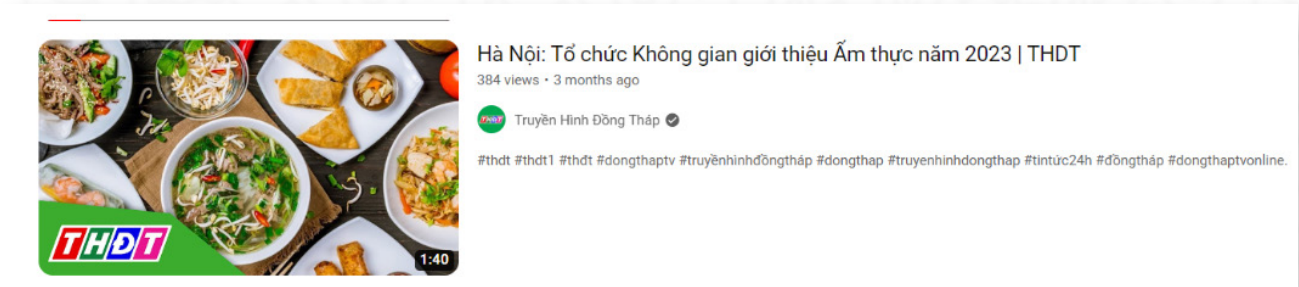 Hà Nội: Tổ chức Không gian giới thiệu Ẩm thực năm 2023 | THDT
384 views • 3 months ago
THDT Truyền Hình Đồng Tháp
#thdt #thdt1 #thđt #dongthaptv #truyềnhìnhđồngtháp #dongthap #truyenhinhdongthap #tintức24h #đồngtháp #dongthaptvonline.
THĐT
1:40